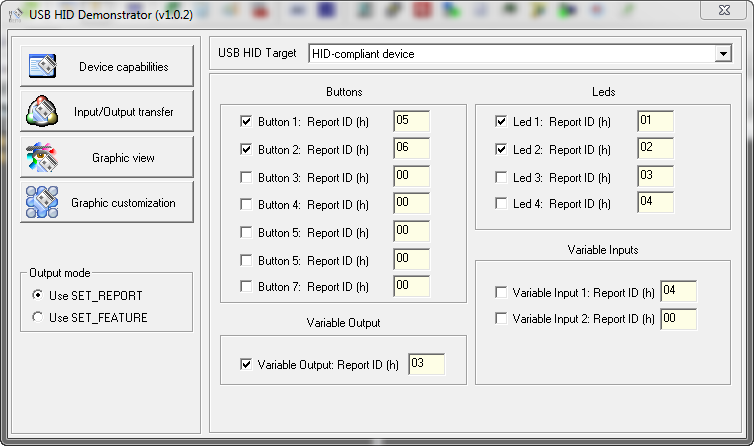 USB HID Demonstrator (v1.0.2)
Device capabilities
Input/Output transfer
Graphic view
Graphic customization
Output mode
Use SET_REPORT
Use SET_FEATURE
USB HID Target HID-compliant device
Buttons
Button 1: Report ID (h) 05
Button 2: Report ID (h) 06
Button 3: Report ID (h) 00
Button 4: Report ID (h) 00
Button 5: Report ID (h) 00
Button 5: Report ID (h) 00
Button 7: Report ID (h) 00
Variable Output
Variable Output: Report ID (h) 03
Leds
Led 1: Report ID (h) 01
Led 2: Report ID (h) 02
Led 3: Report ID (h) 03
Led 4: Report ID (h) 04
Variable Inputs
Variable Input 1: Report ID (h) 04
Variable Input 2: Report ID (h) 00